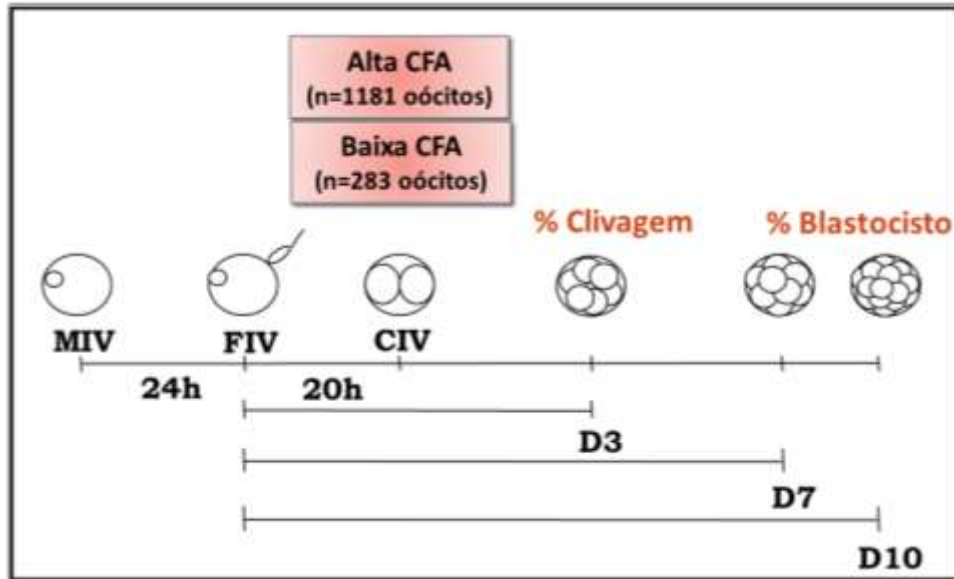 Alta CFA
(n=1181 oócitos)
Baixa CFA
(n=283 oócitos)
% Clivagem
% Blastocisto
MIV
FIV
CIV
24h
20h
D3
D7
D10